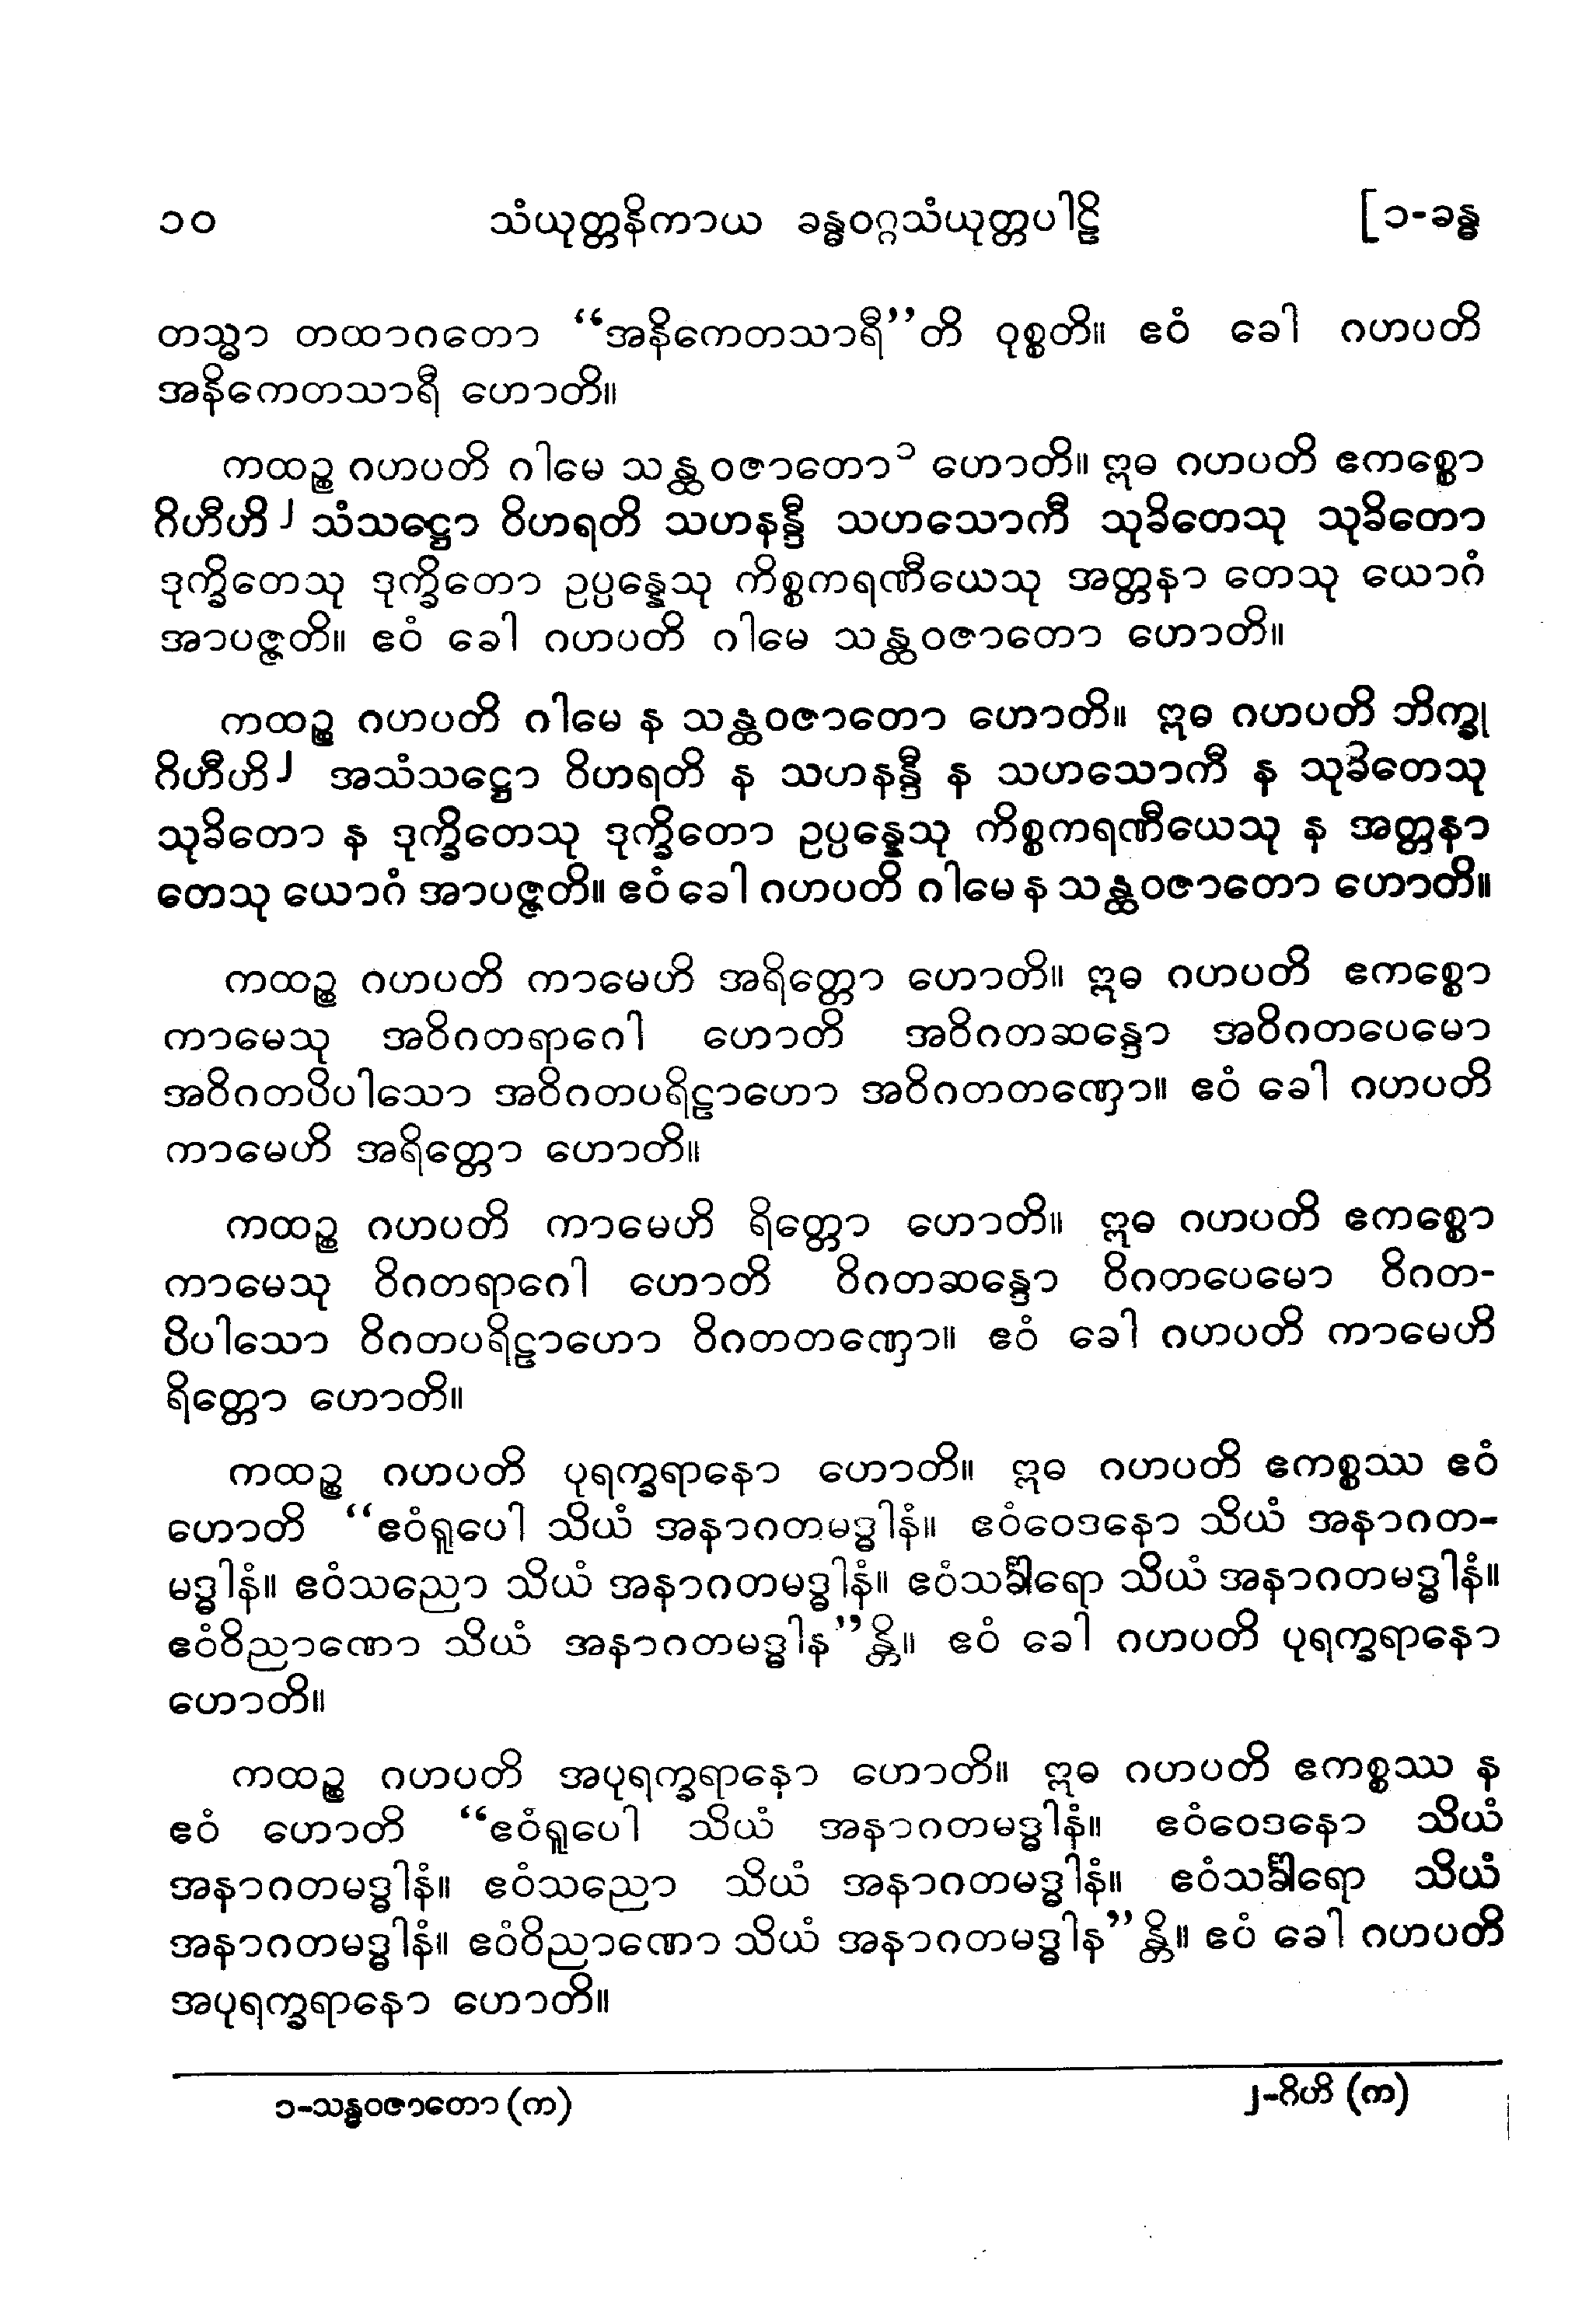 ၁၀ သံယုတ္တနိကာယ ခန္ဓဝဂ္ဂသံယုတ္တပါဠိ [၁-ခန္ဓ
တသ္မာ တထာဂတော “အနိကေတသာရီ”တိ ဝုစ္စတိ။ ဧဝံ ခေါ ဂဟပတိ
အနိကေတသာရီ ဟောတိ။
ကထဉ္စ ဂဟပတိ ဂါမေ သန္ထဝဇာတော၁ ဟောတိ။ ဣဓ ဂဟပတိ ဧကစ္စော
ဂိဟီဟိ၂ သံသဋ္ဌော ဝိဟရတိ သဟနန္ဒီ သဟသောကီ သုခိတေသု သုခိတော
ဒုက္ခိတေသု ဒုက္ခိတော ဥပ္ပန္နေသု ကိစ္စကရဏီယေသု အတ္တနာ တေသု ယောဂံ
အာပဇ္ဇတိ။ ဧဝံ ခေါ ဂဟပတိ ဂါမေ သန္ထဝဇာတော ဟောတိ။
ကထဉ္စ ဂဟပတိ ဂါမေ န သန္ထဝဇာတော ဟောတိ။ ဣဓ ဂဟပတိ ဘိက္ခု
ဂိဟီဟိ၂ အသံသဋ္ဌော ဝိဟရတိ န သဟနန္ဒီ န သဟသောကီ န သုခိတေသု
သုခိတော န ဒုက္ခိတေသု ဒုက္ခိတော ဥပ္ပန္နေသု ကိစ္စကရဏီယေသု န အတ္တနာ
တေသု ယောဂံ အာပဇ္ဇတိ။ ဧဝံ ခေါ ဂဟပတိ ဂါမေ န သန္ထဝဇာတော ဟောတိ။
ကထဉ္စ ဂဟပတိ ကာမေဟိ အရိတ္တော ဟောတိ။ ဣဓ ဂဟပတိ ဧကစ္စော
ကာမေသု အဝိဂတရာဂေါ ဟောတိ အဝိဂတဆန္ဒော အဝိဂတပေမော
အဝိဂတပိပါသော အဝိဂတပရိဠာဟော အဝိဂတတဏှော။ ဧဝံ ခေါ ဂဟပတိ
ကာမေဟိ အရိတ္တော ဟောတိ။
ကထဉ္စ ဂဟပတိ ကာမေဟိ ရိတ္တော ဟောတိ။ ဣဓ ဂဟပတိ ဧကစ္စော
ကာမေသု ဝိဂတရာဂေါ ဟောတိ ဝိဂတဆန္ဒော ဝိဂတပေမော ဝိဂတ-
ပိပါသော ဝိဂတပရိဠာဟော ဝိဂတတဏှော။ ဧဝံ ခေါ ဂဟပတိ ကာမေဟိ
ရိတ္တော ဟောတိ။
ကထဉ္စ ဂဟပတိ ပုရက္ခရာနော ဟောတိ။ ဣဓ ဂဟပတိ ဧကစ္စဿ ဧဝံ
ဟောတိ “ဧဝံရူပေါ သိယံ အနာဂတမဒ္ဓါနံ။ ဧဝံဝေဒနော သိယံ အနာဂတ-
မဒ္ဓါနံ။ ဧဝံသညော သိယံ အနာဂတမဒ္ဓါနံ။ ဧဝံသင်္ခါရော သိယံ အနာဂတမဒ္ဓါနံ။
ဧဝံဝိညာဏော သိယံ အနာဂတမဒ္ဓါန”န္တိ။ ဧဝံ ခေါ ဂဟပတိ ပုရက္ခရာနော
ဟောတိ။
ကထဉ္စ ဂဟပတိ အပုရက္ခရာနော ဟောတိ။ ဣဓ ဂဟပတိ ဧကစ္စဿ န
ဧဝံ ဟောတိ “ဧဝံရူပေါ သိယံ အနာဂတမဒ္ဓါနံ။ ဧဝံဝေဒနော သိယံ
အနာဂတမဒ္ဓါနံ။ ဧဝံသညော သိယံ အနာဂတမဒ္ဓါနံ။ ဧဝံသင်္ခါရော သိယံ
အနာဂတမဒ္ဓါနံ။ ဧဝံဝိညာဏော သိယံ အနာဂတမဒ္ဓါန”န္တိ။ ဧဝံ ခေါ ဂဟပတိ
အပုရက္ခရာနော ဟောတိ။
၁-သန္ဓဝဇာတော (က) ၂-ဂိဟိ (က)